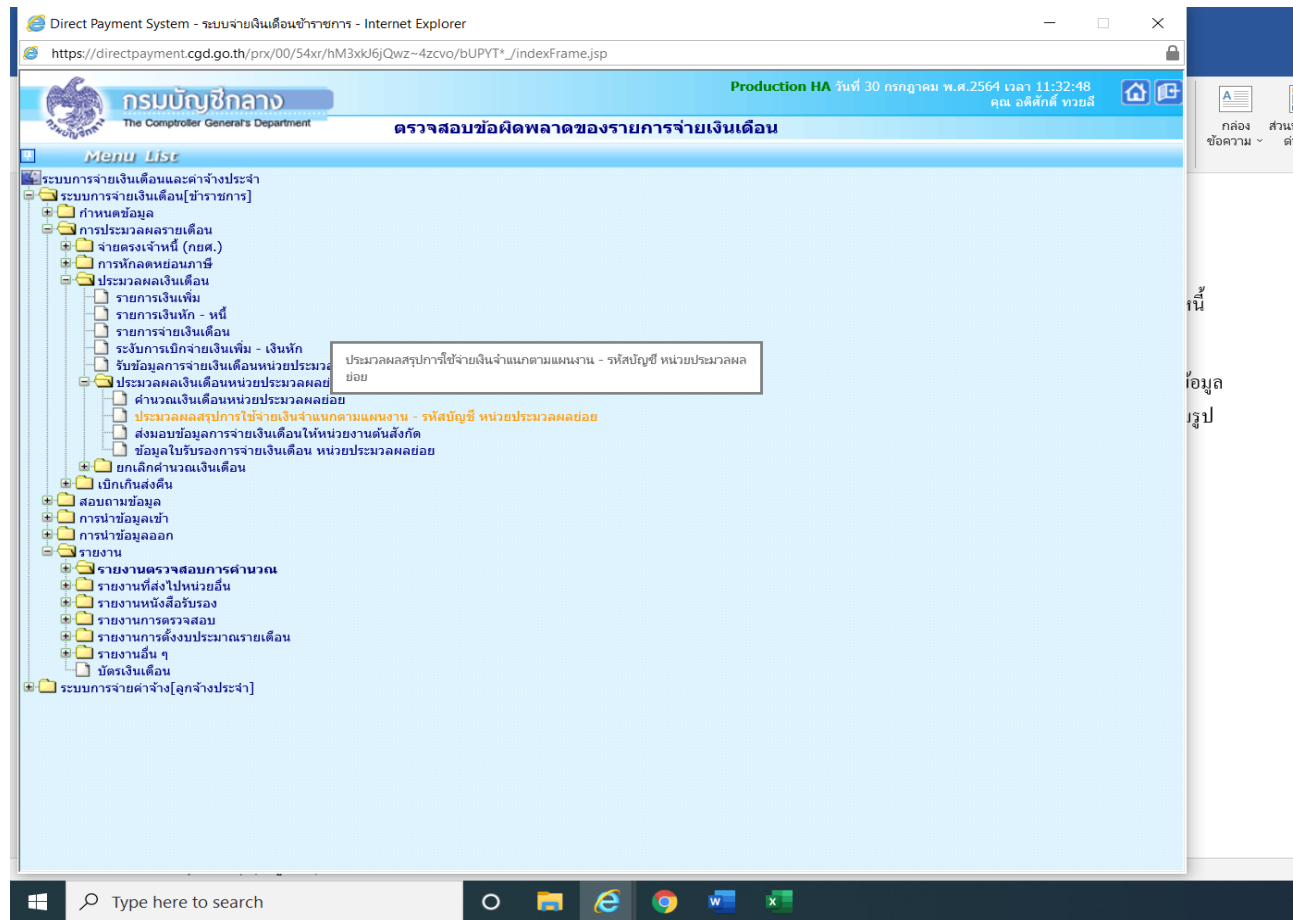 Direct Payment System - ระบบจ่ายเงินเดือนข้าราชการ - Internet Explorer
https://directpayment.cgd.go.th/prx/00/54xr/hM3xkJ6jQwz~4zcvo/bUPYT*_/indexFrame.jsp
กรมบัญชีกลาง
The Comptroller General's Department
Production HA วันที่ 30 กรกฎาคม พ.ศ.2564 เวลา 11:32:48
คุณ อดิศักดิ์ ทวยลี
ตรวจสอบข้อผิดพลาดของรายการจ่ายเงินเดือน
Menu List
ระบบการจ่ายเงินเดือนและค่าจ้างประจำ
ระบบการจ่ายเงินเดือน[ข้าราชการ]
กำหนดข้อมูล
การประมวลผลรายเดือน
จ่ายตรงเจ้าหนี้ (กยศ.)
การหักลดหย่อนภาษี
ประมวลผลเงินเดือน
รายการเงินเพิ่ม
รายการเงินหัก - หนี้
รายการจ่ายเงินเดือน
ระงับการเบิกจ่ายเงินเพิ่ม - เงินหัก
รับข้อมูลการจ่ายเงินเดือนหน่วยประมว
ประมวลผลสรุปการใช้จ่ายเงินจำแนกตามแผนงาน - รหัสบัญชี หน่วยประมวลผล
ย่อย
ประมวลผลเงินเดือนหน่วยประมวลผลย่
คำนวณเงินเดือนหน่วยประมวลผลย่อย
ประมวลผลสรุปการใช้จ่ายเงินจำแนกตามแผนงาน - รหัสบัญชี หน่วยประมวลผลย่อย
ส่งมอบข้อมูลการจ่ายเงินเดือนให้หน่วยงานต้นสังกัด
ข้อมูลใบรับรองการจ่ายเงินเดือน หน่วยประมวลผลย่อย
ยกเลิกคำนวณเงินเดือน
เบิกเกินส่งคืน
สอบถามข้อมูล
การนำข้อมูลเข้า
การนำข้อมูลออก
รายงาน
รายงานตรวจสอบการคำนวณ
รายงานที่ส่งไปหน่วยอื่น
รายงานหนังสือรับรอง
รายงานการตรวจสอบ
รายงานการตั้งงบประมาณรายเดือน
รายงานอื่น ๆ
บัตรเงินเดือน
ระบบการจ่ายค่าจ้าง[ลูกจ้างประจำ]
กล่อง
ข้อความ
Type here to search